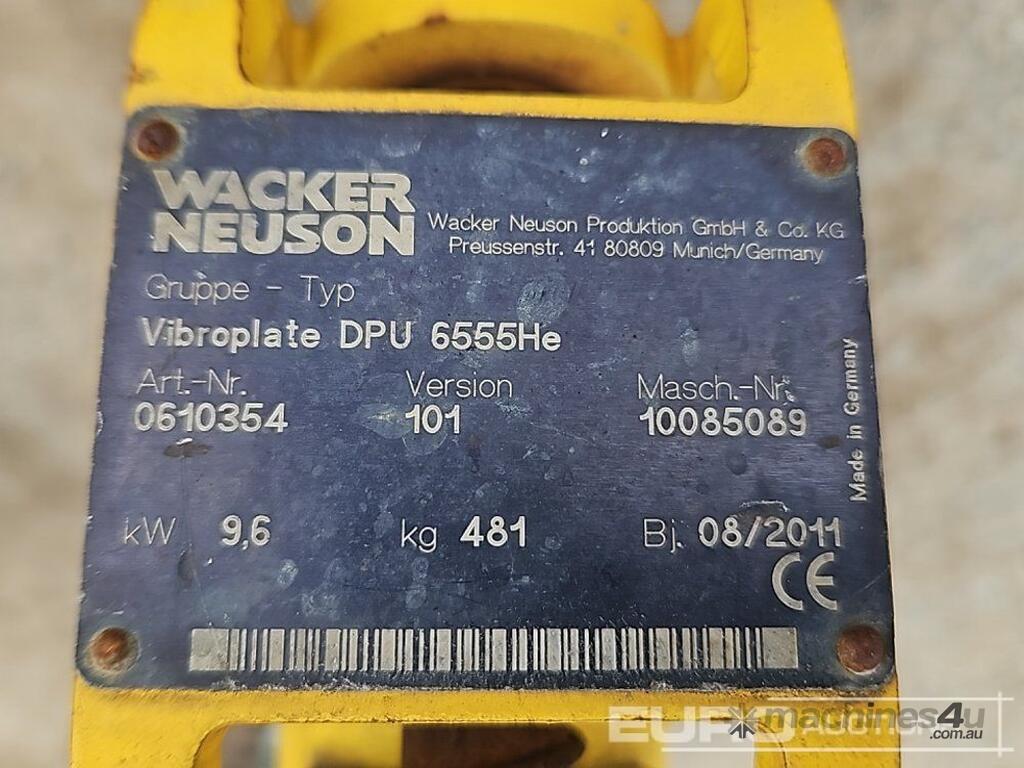 WACKER
NEUSON
Wacker Neuson Produktion GmbH & Co. KG
Preussenstr. 41 80809 Munich/Germany
Gruppe - Typ
Vibroplate DPU 6555He
Art.-Nr. Version Masch.-Nr.
0610354 101 10085089
Made in Germany
kW 9,6 kg 481 Bj. 08/2011
CE
EURO AUCTIONS
machines4u
.com.au